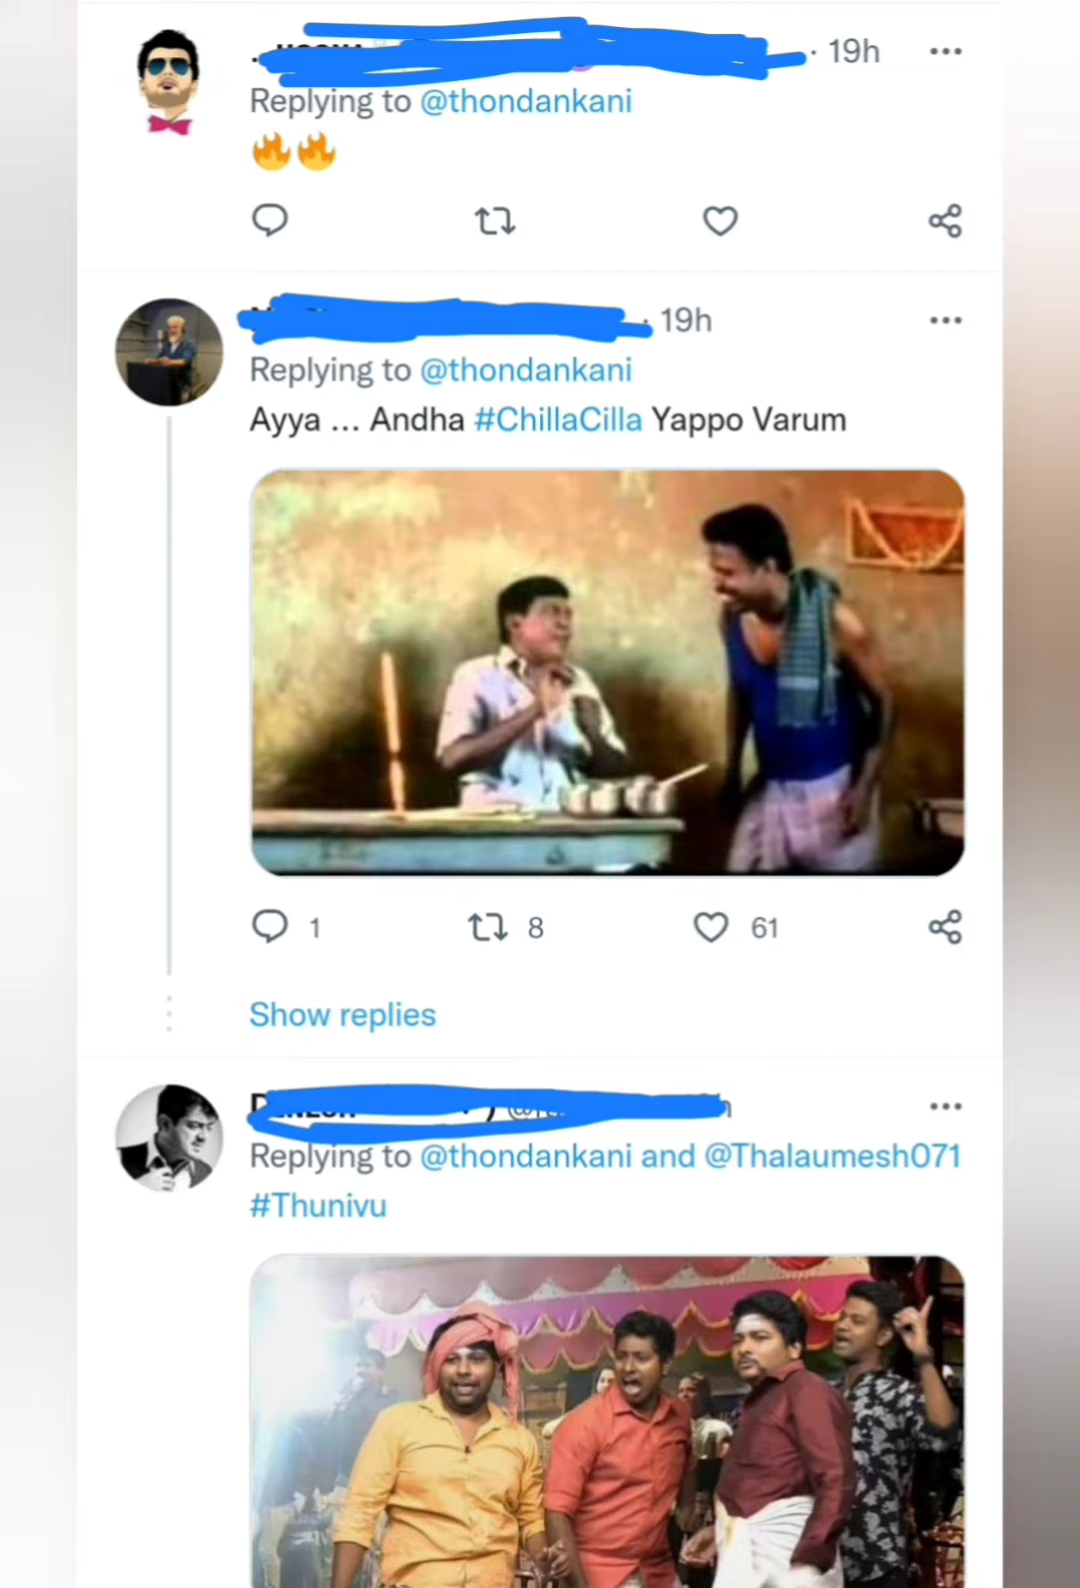 · 19h
Replying to @thondankani
🔥🔥
· 19h
Replying to @thondankani
Ayya ... Andha #ChillaCilla Yappo Varum
1 8 61
Show replies
Replying to @thondankani and @Thalaumesh071
#Thunivu